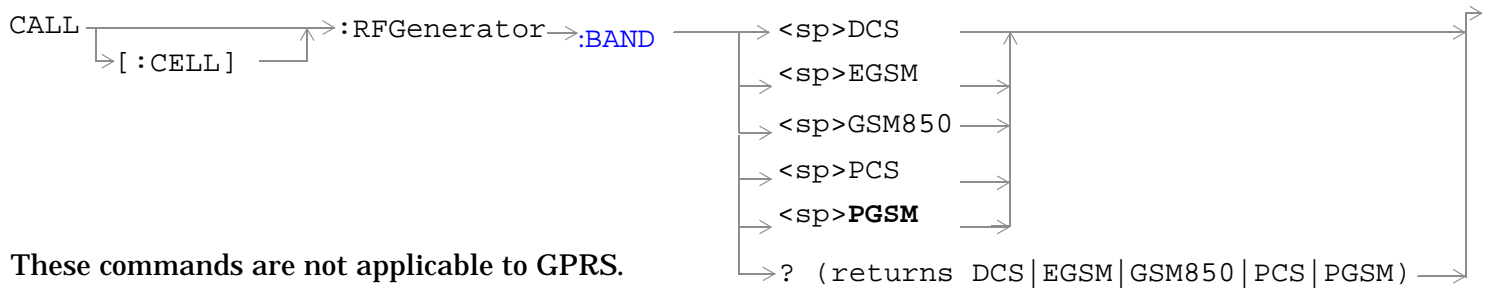 CALL :RFGenerator :BAND <sp>DCS
[:CELL]
<sp>EGSM
<sp>GSM850
<sp>PCS
<sp>PGSM
? (returns DCS|EGSM|GSM850|PCS|PGSM)
These commands are not applicable to GPRS.